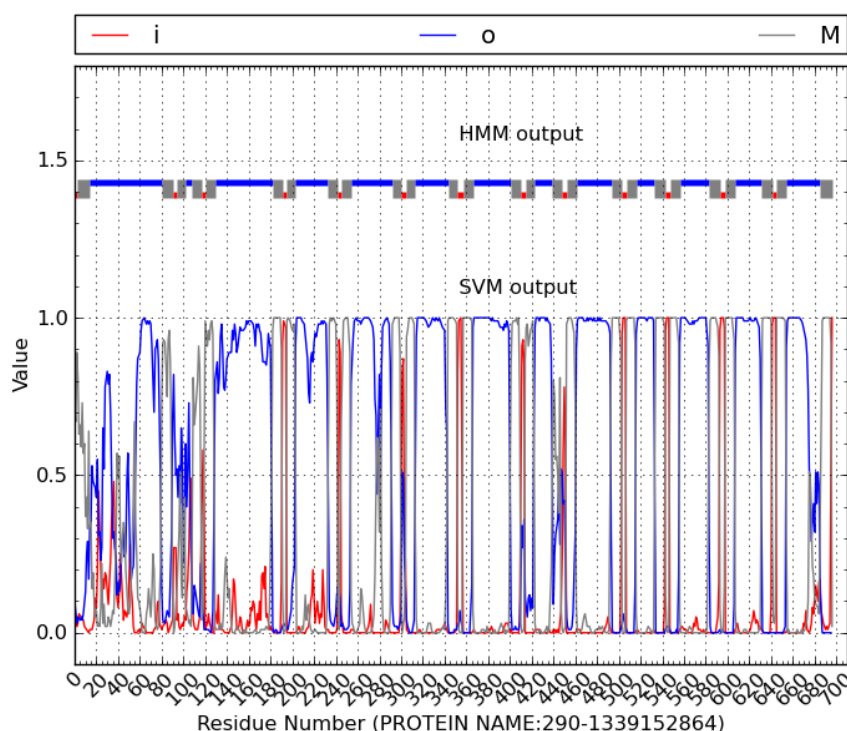 i o M
HMM output
1.5
SVM output
1.0
Value
0.5
0.0
0 20 40 60 80 100 120 140 160 180 200 220 240 260 280 300 320 340 360 380 400 420 440 460 480 500 520 540 560 580 600 620 640 660 680 700
Residue Number (PROTEIN NAME:290-1339152864)